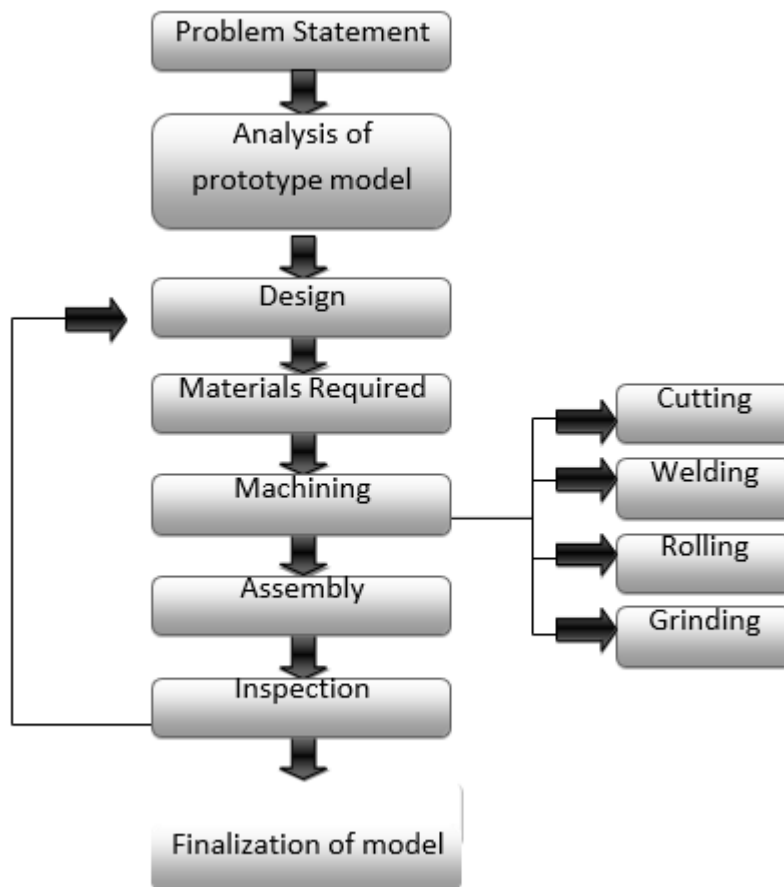 Problem Statement
Analysis of
prototype model
Design
Materials Required
Machining
Assembly
Inspection
Finalization of model
Cutting
Welding
Rolling
Grinding